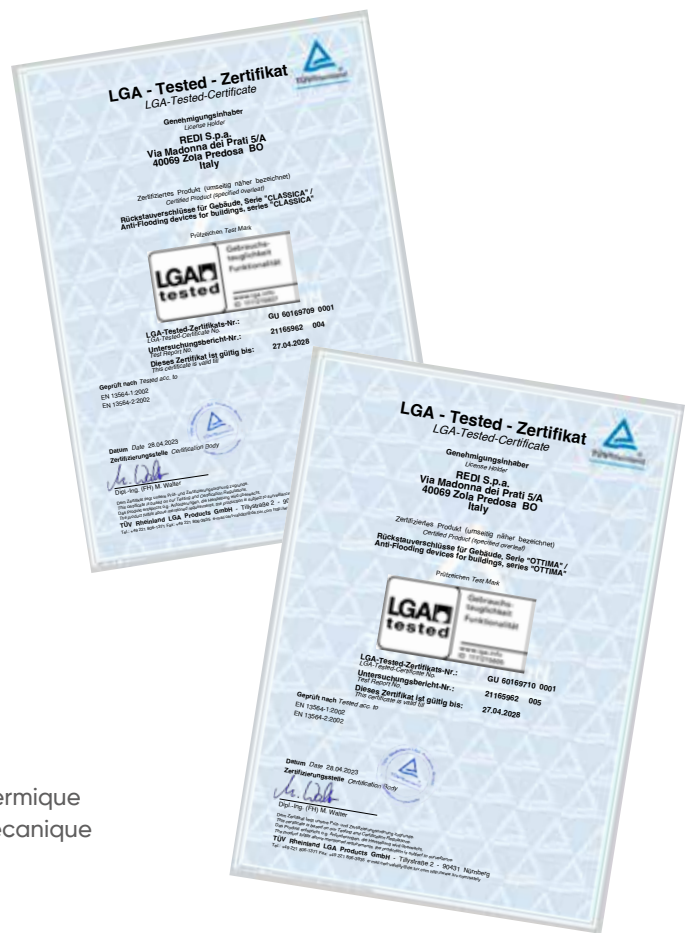 LGA - Tested - Zertifikat
LGA-Tested-Certificate
TÜVRheinland
Genehmigungsinhaber
License Holder
REDI S.p.a.
Via Madonna dei Prati 5/A
40069 Zola Predosa BO
Italy
Zertifiziertes Produkt (umseitig näher bezeichnet)
Certified Product (specified overleaf)
Rückstauverschlüsse für Gebäude, Serie "CLASSICA" /
Anti-Flooding devices for buildings, series "CLASSICA"
Prüfzeichen Test Mark
LGA
tested
Gebrauchs-
tauglichkeit
Funktionalität
www.lga.info
LGA-Tested-Zertifikats-Nr.: GU 60169709 0001
LGA-Tested-Certificate No.
Untersuchungsbericht-Nr.: 21165962 004
Test Report No.
Dieses Zertifikat ist gültig bis: 27.04.2028
This certificate is valid till
Geprüft nach Tested acc. to
EN 13564-1:2002
EN 13564-2:2002
Datum Date 28.04.2023
Zertifizierungsstelle Certification Body
Dipl.-Ing. (FH) M. Walter
TÜV Rheinland LGA Products GmbH - Tillystraße 2 - 90
LGA - Tested - Zertifikat
LGA-Tested-Certificate
TÜVRheinland
Genehmigungsinhaber
License Holder
REDI S.p.a.
Via Madonna dei Prati 5/A
40069 Zola Predosa BO
Italy
Zertifiziertes Produkt (umseitig näher bezeichnet)
Certified Product (specified overleaf)
Rückstauverschlüsse für Gebäude, Serie "OTTIMA" /
Anti-Flooding devices for buildings, series "OTTIMA"
Prüfzeichen Test Mark
LGA
tested
Gebrauchs-
tauglichkeit
Funktionalität
www.lga.info
LGA-Tested-Zertifikats-Nr.: GU 60169710 0001
LGA-Tested-Certificate No.
Untersuchungsbericht-Nr.: 21165962 005
Test Report No.
Dieses Zertifikat ist gültig bis: 27.04.2028
This certificate is valid till
Geprüft nach Tested acc. to
EN 13564-1:2002
EN 13564-2:2002
Datum Date 28.04.2023
Zertifizierungsstelle Certification Body
Dipl.-Ing. (FH) M. Walter
TÜV Rheinland LGA Products GmbH - Tillystraße 2 - 90431 Nürnberg
ermique
écanique